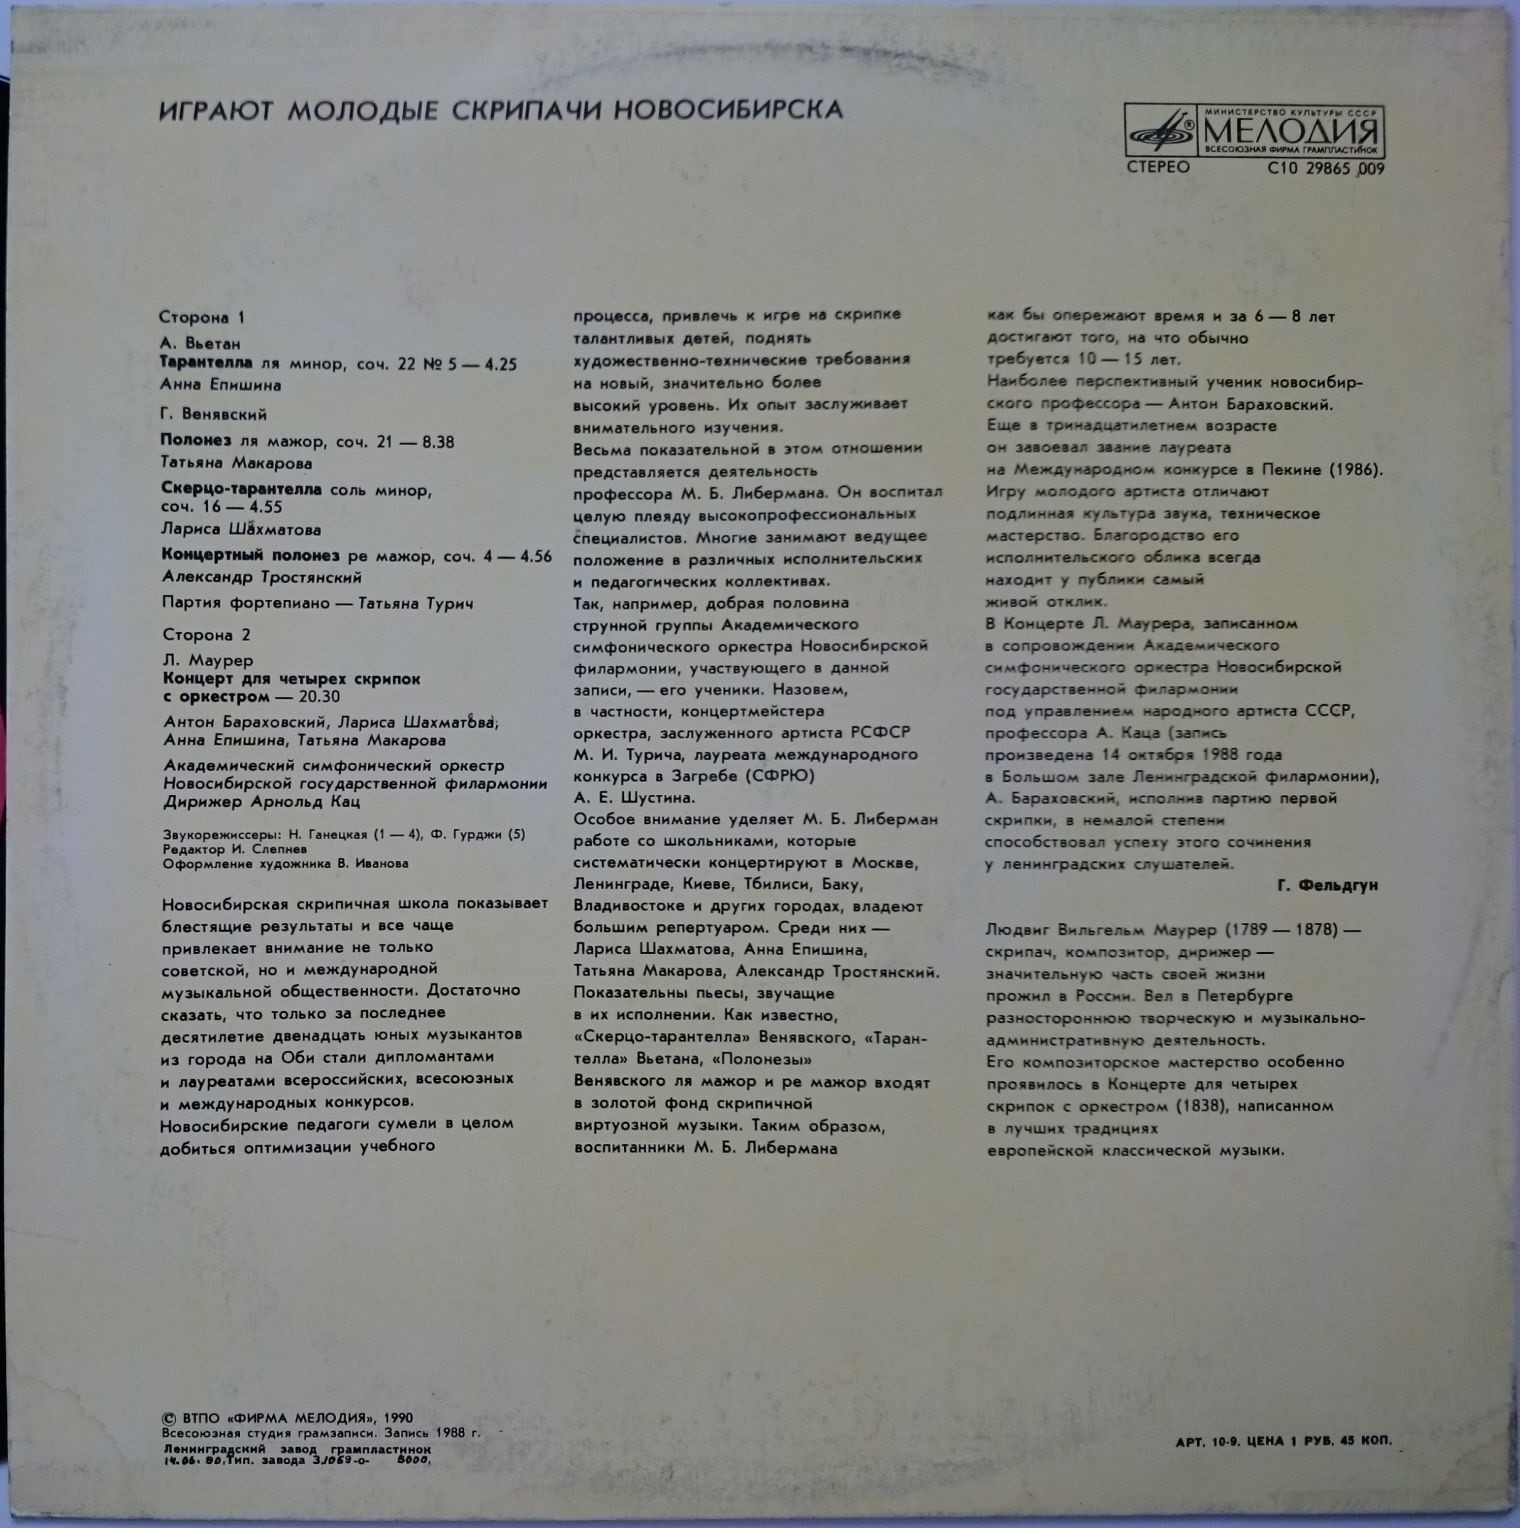 ИГРАЮТ МОЛОДЫЕ СКРИПАЧИ НОВОСИБИРСКА
МИНИСТЕРСТВО КУЛЬТУРЫ СССР
МЕЛОДИЯ
ВСЕСОЮЗНАЯ ФИРМА ГРАМПЛАСТИНОК
СТЕРЕО С10 29865 009
Сторона 1
А. Вьетан
Тарантелла ля минор, соч. 22 № 5 — 4.25
Анна Епишина
Г. Венявский
Полонез ля мажор, соч. 21 — 8.38
Татьяна Макарова
Скерцо-тарантелла соль минор,
соч. 16 — 4.55
Лариса Шахматова
Концертный полонез ре мажор, соч. 4 — 4.56
Александр Тростянский
Партия фортепиано — Татьяна Турич
Сторона 2
Л. Маурер
Концерт для четырех скрипок
с оркестром — 20.30
Антон Бараховский, Лариса Шахматова,
Анна Епишина, Татьяна Макарова
Академический симфонический оркестр
Новосибирской государственной филармонии
Дирижер Арнольд Кац
Звукорежиссеры: Н. Ганецкая (1 — 4), Ф. Гурджи (5)
Редактор И. Слепнев
Оформление художника В. Иванова
Новосибирская скрипичная школа показывает
блестящие результаты и все чаще
привлекает внимание не только
советской, но и международной
музыкальной общественности. Достаточно
сказать, что только за последнее
десятилетие двенадцать юных музыкантов
из города на Оби стали дипломантами
и лауреатами всероссийских, всесоюзных
и международных конкурсов.
Новосибирские педагоги сумели в целом
добиться оптимизации учебного
процесса, привлечь к игре на скрипке
талантливых детей, поднять
художественно-технические требования
на новый, значительно более
высокий уровень. Их опыт заслуживает
внимательного изучения.
Весьма показательной в этом отношении
представляется деятельность
профессора М. Б. Либермана. Он воспитал
целую плеяду высокопрофессиональных
специалистов. Многие занимают ведущее
положение в различных исполнительских
и педагогических коллективах.
Так, например, добрая половина
струнной группы Академического
симфонического оркестра Новосибирской
филармонии, участвующего в данной
записи, — его ученики. Назовем,
в частности, концертмейстера
оркестра, заслуженного артиста РСФСР
М. И. Турича, лауреата международного
конкурса в Загребе (СФРЮ)
А. Е. Шустина.
Особое внимание уделяет М. Б. Либерман
работе со школьниками, которые
систематически концертируют в Москве,
Ленинграде, Киеве, Тбилиси, Баку,
Владивостоке и других городах, владеют
большим репертуаром. Среди них —
Лариса Шахматова, Анна Епишина,
Татьяна Макарова, Александр Тростянский.
Показательны пьесы, звучащие
в их исполнении. Как известно,
«Скерцо-тарантелла» Венявского, «Таран-
телла» Вьетана, «Полонезы»
Венявского ля мажор и ре мажор входят
в золотой фонд скрипичной
виртуозной музыки. Таким образом,
воспитанники М. Б. Либермана
как бы опережают время и за 6 — 8 лет
достигают того, на что обычно
требуется 10 — 15 лет.
Наиболее перспективный ученик новосибир-
ского профессора — Антон Бараховский.
Еще в тринадцатилетнем возрасте
он завоевал звание лауреата
на Международном конкурсе в Пекине (1986).
Игру молодого артиста отличают
подлинная культура звука, техническое
мастерство. Благородство его
исполнительского облика всегда
находит у публики самый
живой отклик.
В Концерте Л. Маурера, записанном
в сопровождении Академического
симфонического оркестра Новосибирской
государственной филармонии
под управлением народного артиста СССР,
профессора А. Каца (запись
произведена 14 октября 1988 года
в Большом зале Ленинградской филармонии),
А. Бараховский, исполнив партию первой
скрипки, в немалой степени
способствовал успеху этого сочинения
у ленинградских слушателей.
Г. Фельдгун
Людвиг Вильгельм Маурер (1789 — 1878) —
скрипач, композитор, дирижер —
значительную часть своей жизни
прожил в России. Вел в Петербурге
разностороннюю творческую и музыкально-
административную деятельность.
Его композиторское мастерство особенно
проявилось в Концерте для четырех
скрипок с оркестром (1838), написанном
в лучших традициях
европейской классической музыки.
© ВТПО «ФИРМА МЕЛОДИЯ», 1990
Всесоюзная студия грамзаписи. Запись 1988 г.
Ленинградский завод грампластинок
Тип. завода
АРТ. 10-9. ЦЕНА 1 РУБ. 45 КОП.